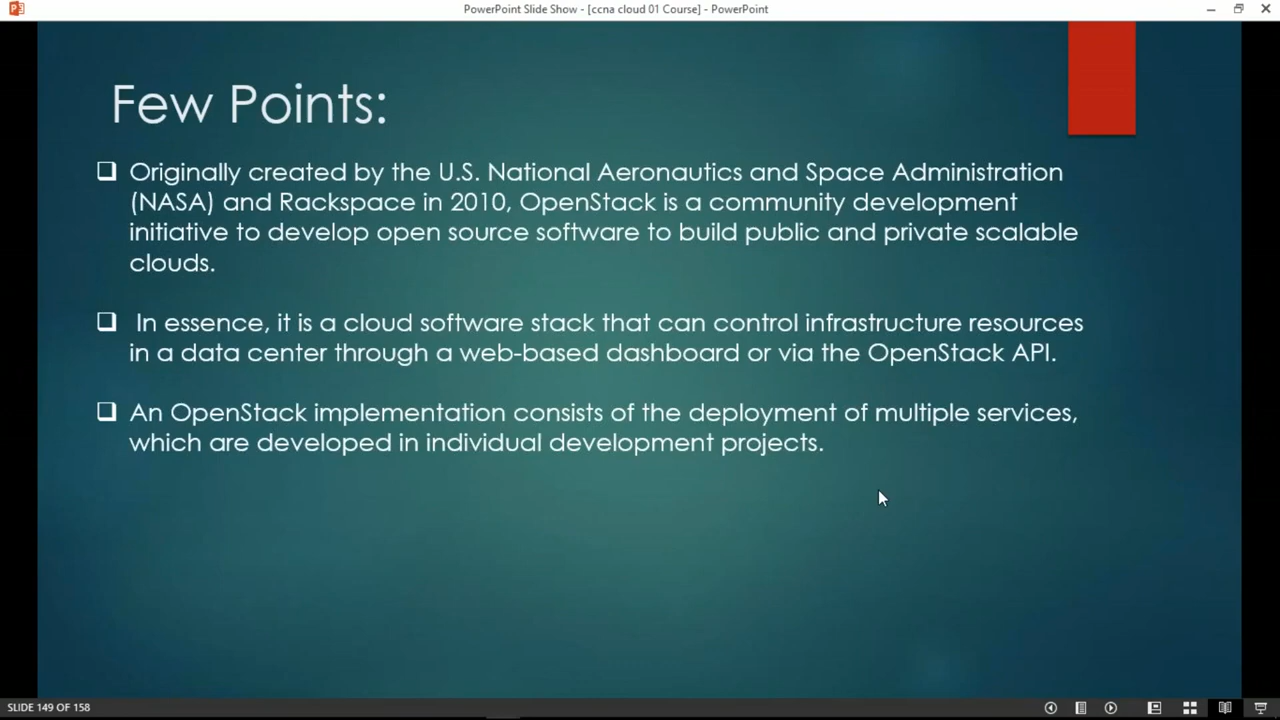 PowerPoint Slide Show - [ccna cloud 01 Course] - PowerPoint
Few Points:
Originally created by the U.S. National Aeronautics and Space Administration
(NASA) and Rackspace in 2010, OpenStack is a community development
initiative to develop open source software to build public and private scalable
clouds.
In essence, it is a cloud software stack that can control infrastructure resources
in a data center through a web-based dashboard or via the OpenStack API.
An OpenStack implementation consists of the deployment of multiple services,
which are developed in individual development projects.
SLIDE 149 OF 158